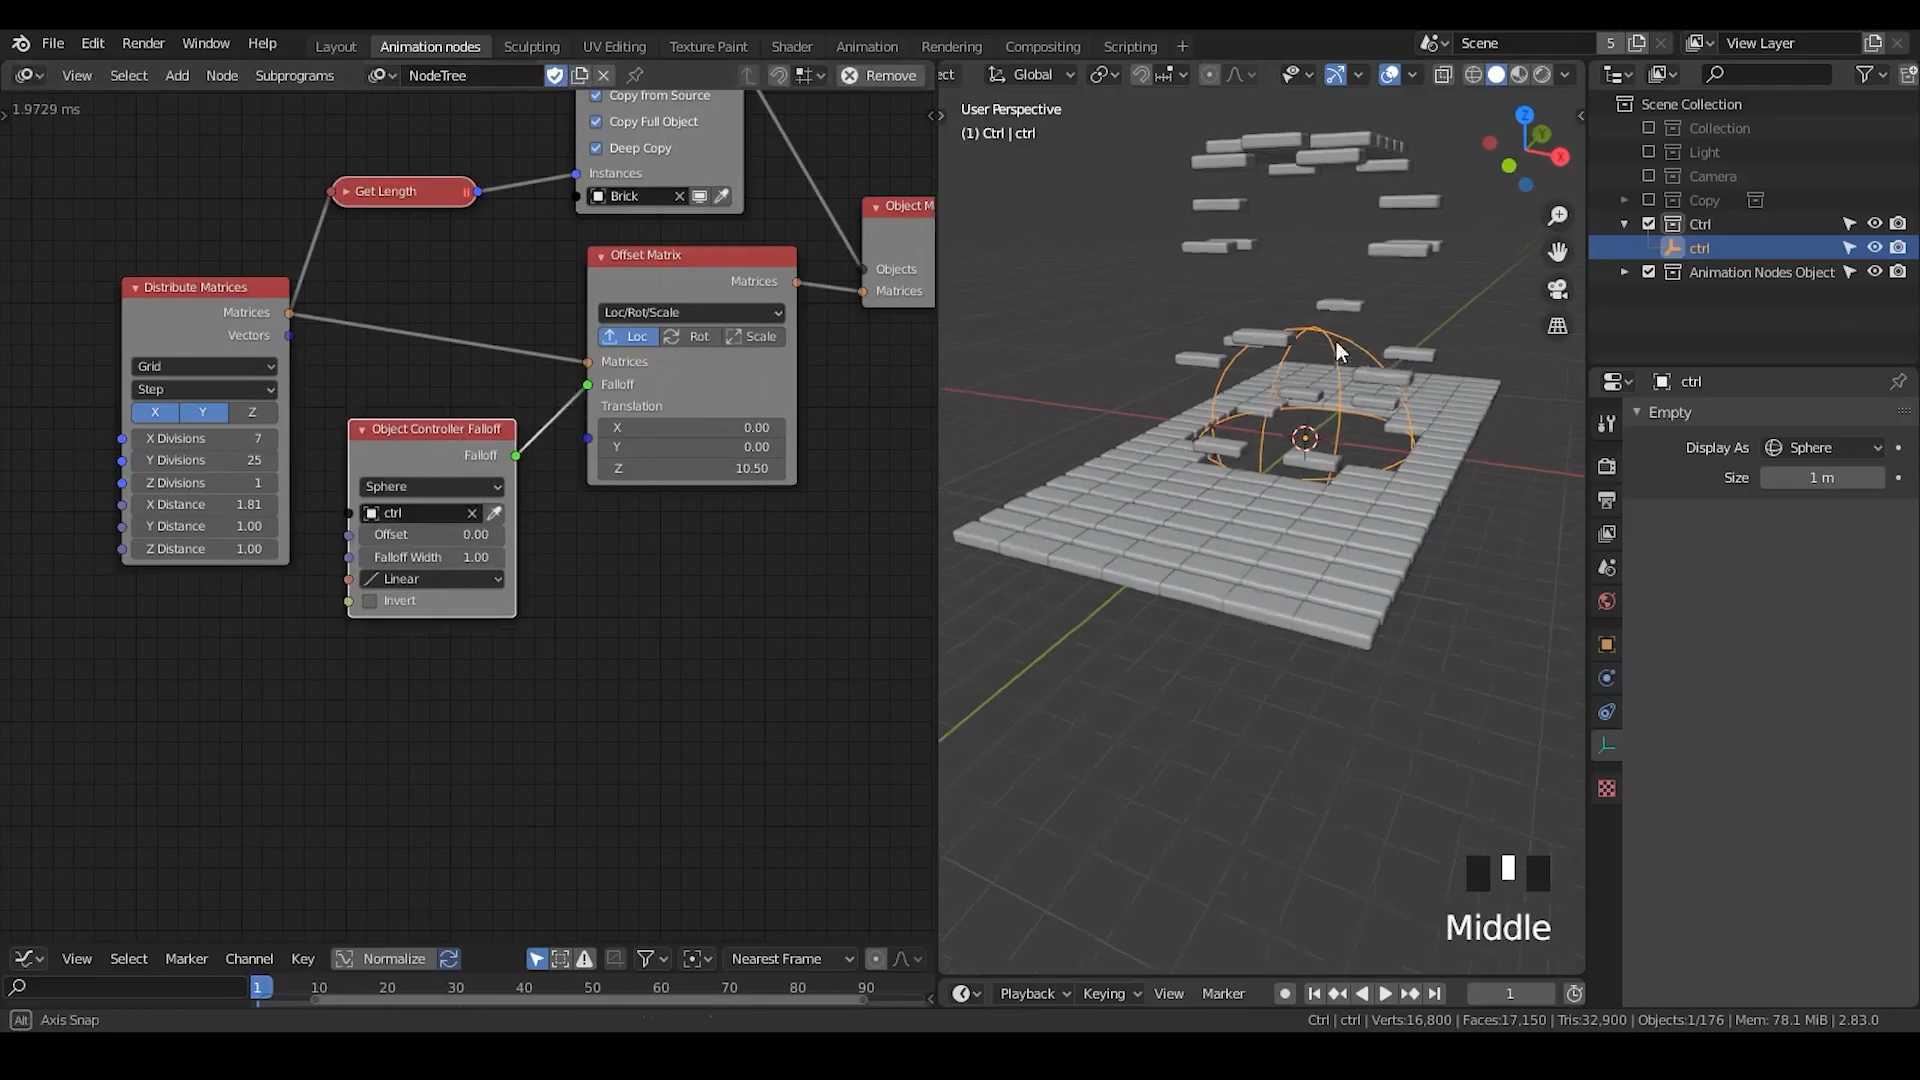 File Edit Render Window Help
Layout Animation nodes Sculpting UV Editing Texture Paint Shader Animation Rendering Compositing Scripting +
Scene 5 View Layer
View Select Add Node Subprograms NodeTree Remove
ect Global
1.9729 ms
Copy from Source
Copy Full Object
Deep Copy
Instances
Brick
Get Length
Offset Matrix
Matrices
Loc/Rot/Scale
Loc Rot Scale
Matrices
Falloff
Translation
X 0.00
Y 0.00
Z 10.50
Object M
Objects
Matrices
Distribute Matrices
Matrices
Vectors
Grid
Step
X Y Z
X Divisions 7
Y Divisions 25
Z Divisions 1
X Distance 1.81
Y Distance 1.00
Z Distance 1.00
Object Controller Falloff
Falloff
Sphere
ctrl
Offset 0.00
Falloff Width 1.00
Linear
Invert
User Perspective
(1) Ctrl | ctrl
Z
Y
X
Middle
Scene Collection
Collection
Light
Camera
Copy
Ctrl
ctrl
Animation Nodes Object
ctrl
Empty
Display As Sphere
Size 1 m
View Select Marker Channel Key Normalize Nearest Frame
1 10 20 30 40 50 60 70 80 90
Playback Keying View Marker 1
Alt Axis Snap
Ctrl | ctrl | Verts:16,800 | Faces:17,150 | Tris:32,900 | Objects:1/176 | Mem: 78.1 MiB | 2.83.0